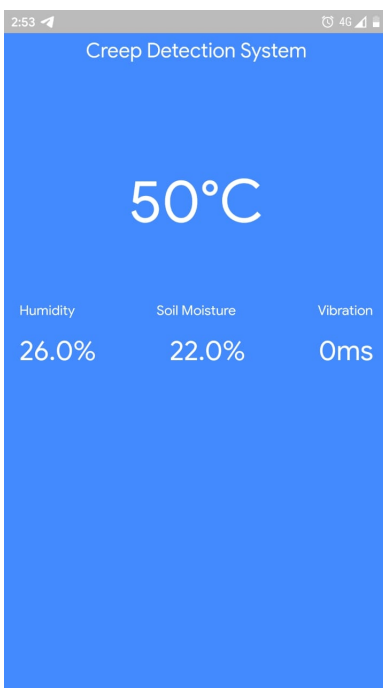 2:53 4G
Creep Detection System
50°C
Humidity Soil Moisture Vibration
26.0% 22.0% 0ms